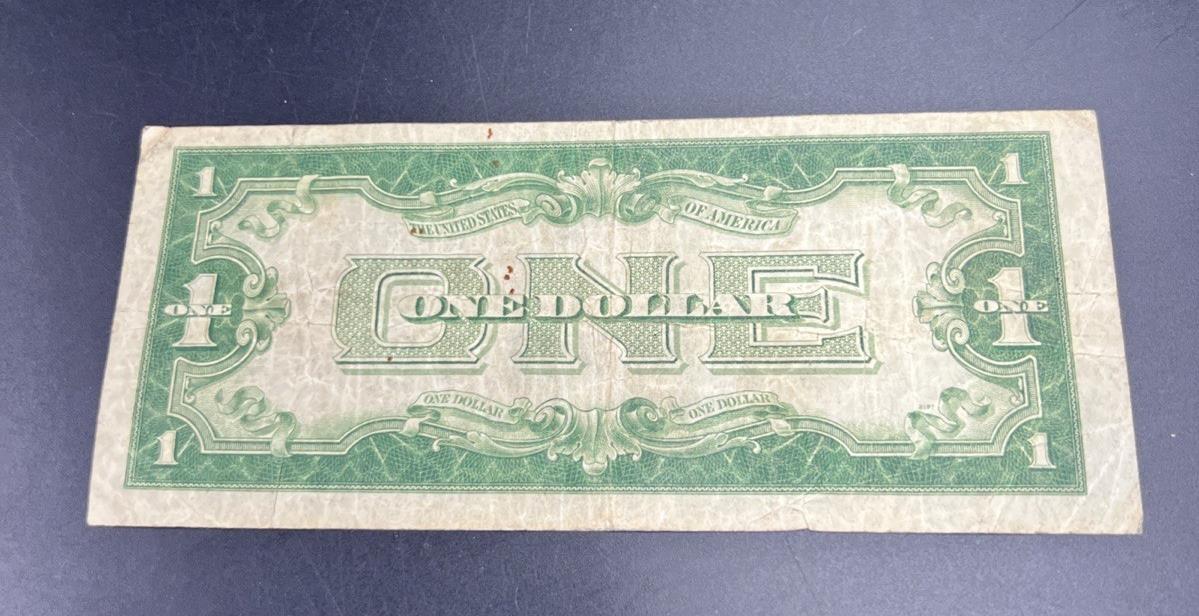 1 1
THE UNITED STATES OF AMERICA
ONE
ONE DOLLAR
1 ONE 1 ONE
ONE DOLLAR ONE DOLLAR
1 1